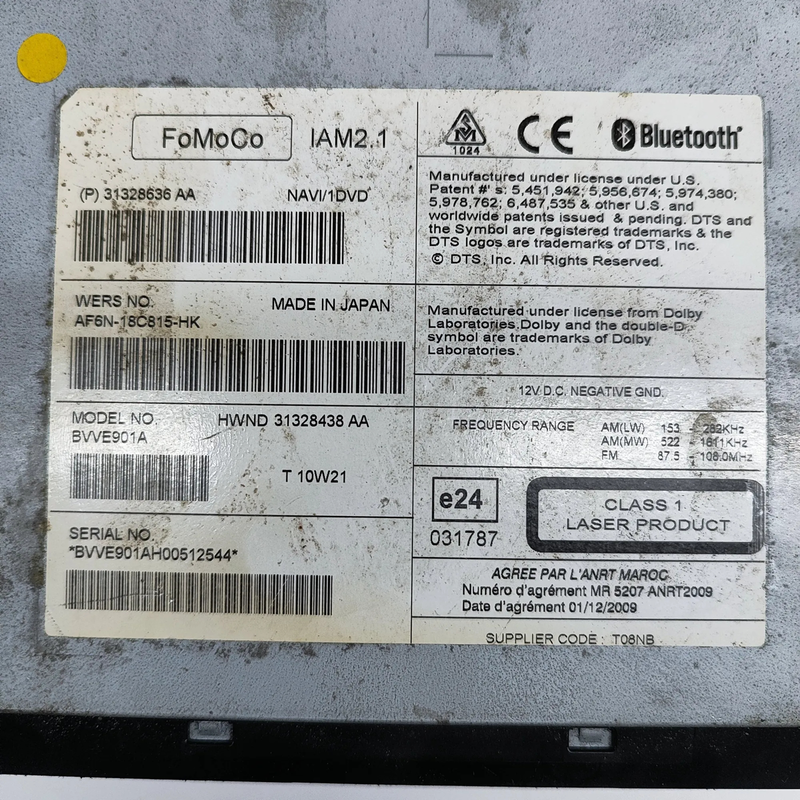 FoMoCo IAM2.1
(P) 31328636 AA NAVI/1DVD
WERS NO. MADE IN JAPAN
AF6N-18C815-HK
MODEL NO. HWND 31328438 AA
BVVE901A
T 10W21
SERIAL NO.
*BVVE901AH00512544*
M
1024
CE
Bluetooth®
Manufactured under license under U.S.
Patent #' s: 5,451,942; 5,956,674; 5,974,380;
5,978,762; 6,487,535 & other U.S. and
worldwide patents issued & pending. DTS and
the Symbol are registered trademarks & the
DTS logos are trademarks of DTS, Inc.
© DTS, Inc. All Rights Reserved.
Manufactured under license from Dolby
Laboratories.Dolby and the double-D
symbol are trademarks of Dolby
Laboratories.
12V D.C. NEGATIVE GND.
FREQUENCY RANGE AM(LW) 153 - 282KHz
AM(MW) 522 - 1611KHz
FM 87.5 - 108.0MHz
e24
031787
CLASS 1
LASER PRODUCT
AGREE PAR L'ANRT MAROC
Numéro d'agrément MR 5207 ANRT2009
Date d'agrément 01/12/2009
SUPPLIER CODE : T08NB